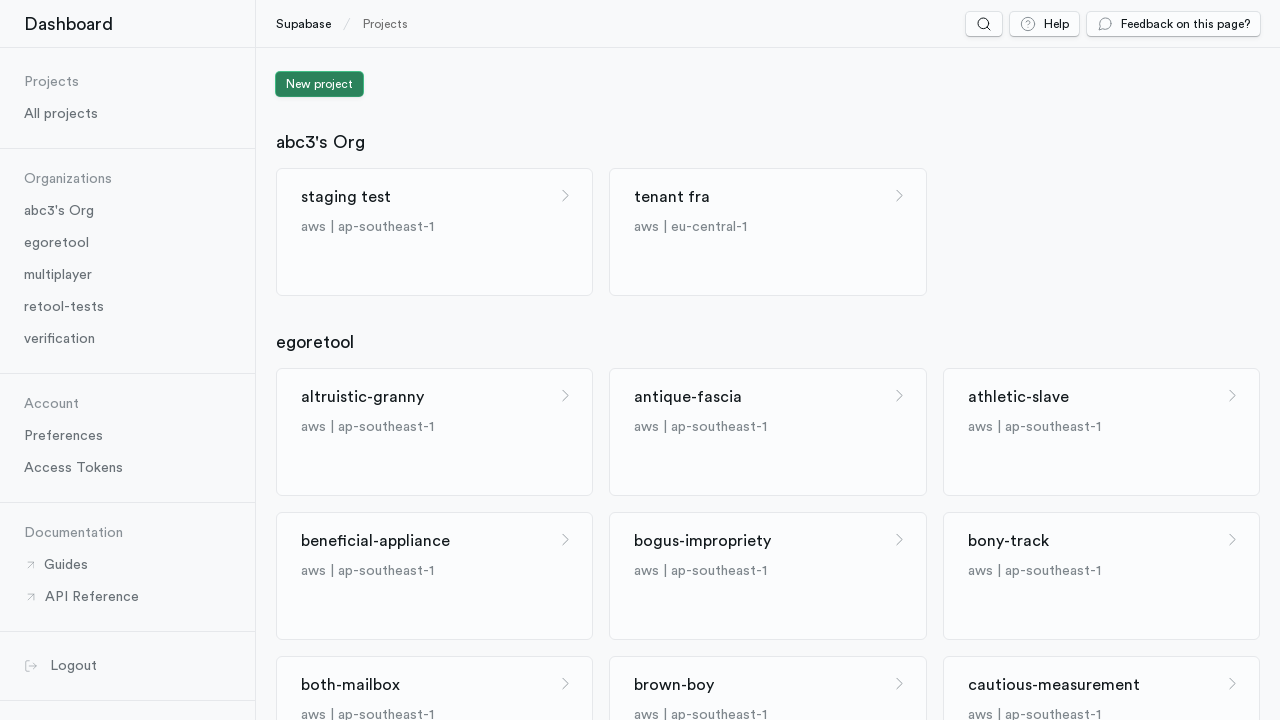 Dashboard
Supabase / Projects
Help
Feedback on this page?
Projects
All projects
Organizations
abc3's Org
egoretool
multiplayer
retool-tests
verification
Account
Preferences
Access Tokens
Documentation
Guides
API Reference
Logout
New project
abc3's Org
staging test
aws | ap-southeast-1
tenant fra
aws | eu-central-1
egoretool
altruistic-granny
aws | ap-southeast-1
antique-fascia
aws | ap-southeast-1
athletic-slave
aws | ap-southeast-1
beneficial-appliance
aws | ap-southeast-1
bogus-impropriety
aws | ap-southeast-1
bony-track
aws | ap-southeast-1
both-mailbox
aws | ap-southeast-1
brown-boy
aws | ap-southeast-1
cautious-measurement
aws | ap-southeast-1